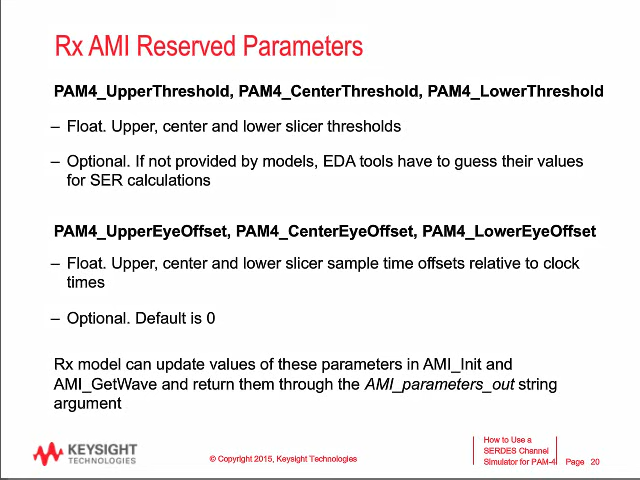 Rx AMI Reserved Parameters
PAM4_UpperThreshold, PAM4_CenterThreshold, PAM4_LowerThreshold
– Float. Upper, center and lower slicer thresholds
– Optional. If not provided by models, EDA tools have to guess their values
for SER calculations
PAM4_UpperEyeOffset, PAM4_CenterEyeOffset, PAM4_LowerEyeOffset
– Float. Upper, center and lower slicer sample time offsets relative to clock
times
– Optional. Default is 0
Rx model can update values of these parameters in AMI_Init and
AMI_GetWave and return them through the AMI_parameters_out string
argument
KEYSIGHT
TECHNOLOGIES
© Copyright 2015, Keysight Technologies
How to Use a
SERDES Channel
Simulator for PAM-4
Page 20